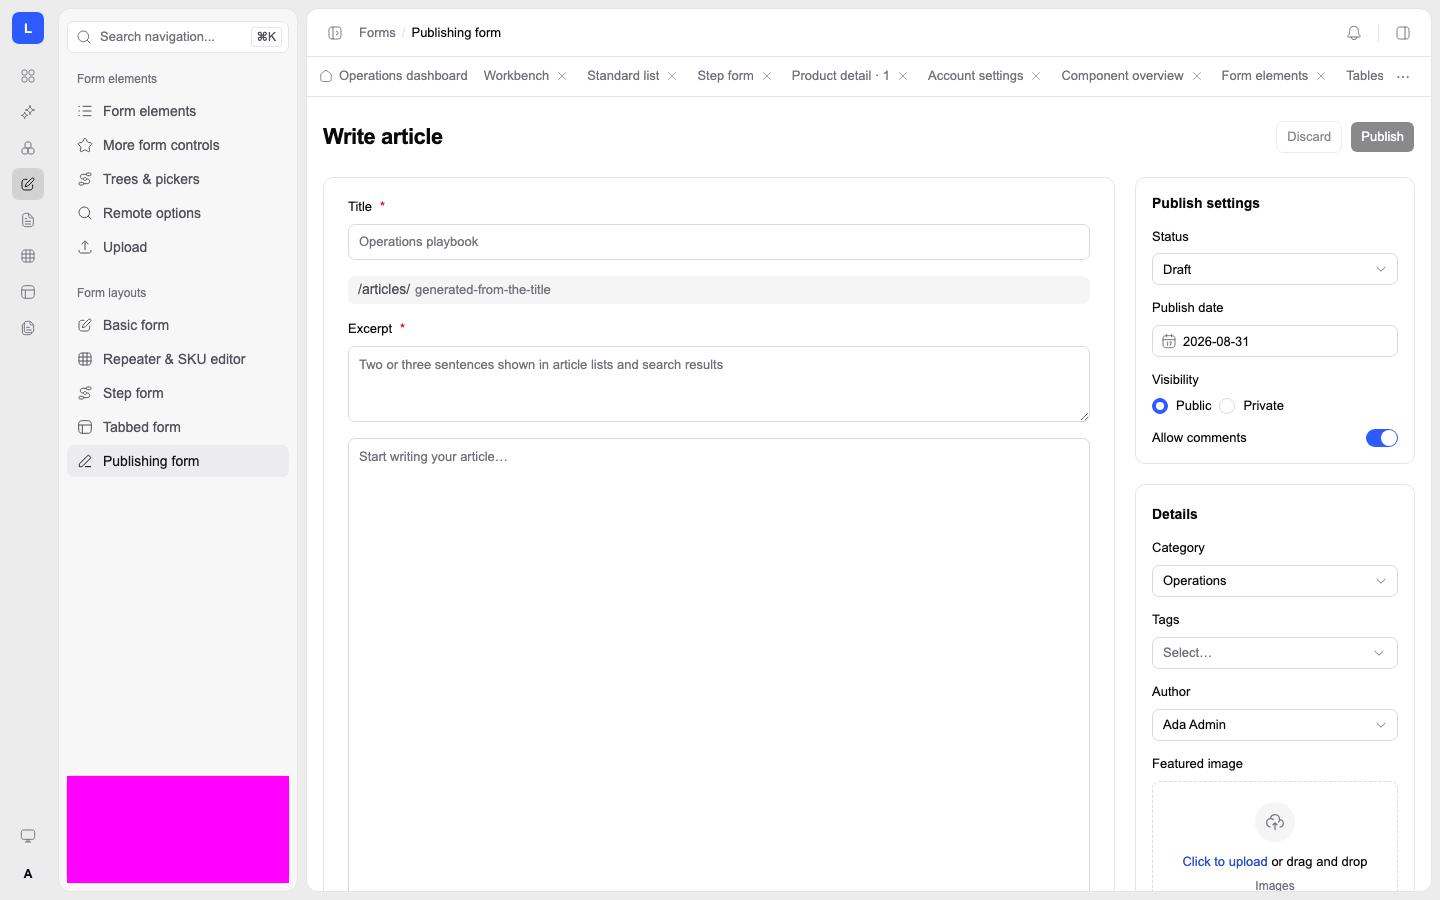 L
Search navigation...
⌘K
Form elements
Form elements
More form controls
Trees & pickers
Remote options
Upload
Form layouts
Basic form
Repeater & SKU editor
Step form
Tabbed form
Publishing form
A
Forms / Publishing form
Operations dashboard
Workbench
Standard list
Step form
Product detail · 1
Account settings
Component overview
Form elements
Tables
Write article
Discard
Publish
Title *
Operations playbook
/articles/ generated-from-the-title
Excerpt *
Two or three sentences shown in article lists and search results
Start writing your article…
Publish settings
Status
Draft
Publish date
17
2026-08-31
Visibility
Public
Private
Allow comments
Details
Category
Operations
Tags
Select…
Author
Ada Admin
Featured image
Click to upload or drag and drop
Images